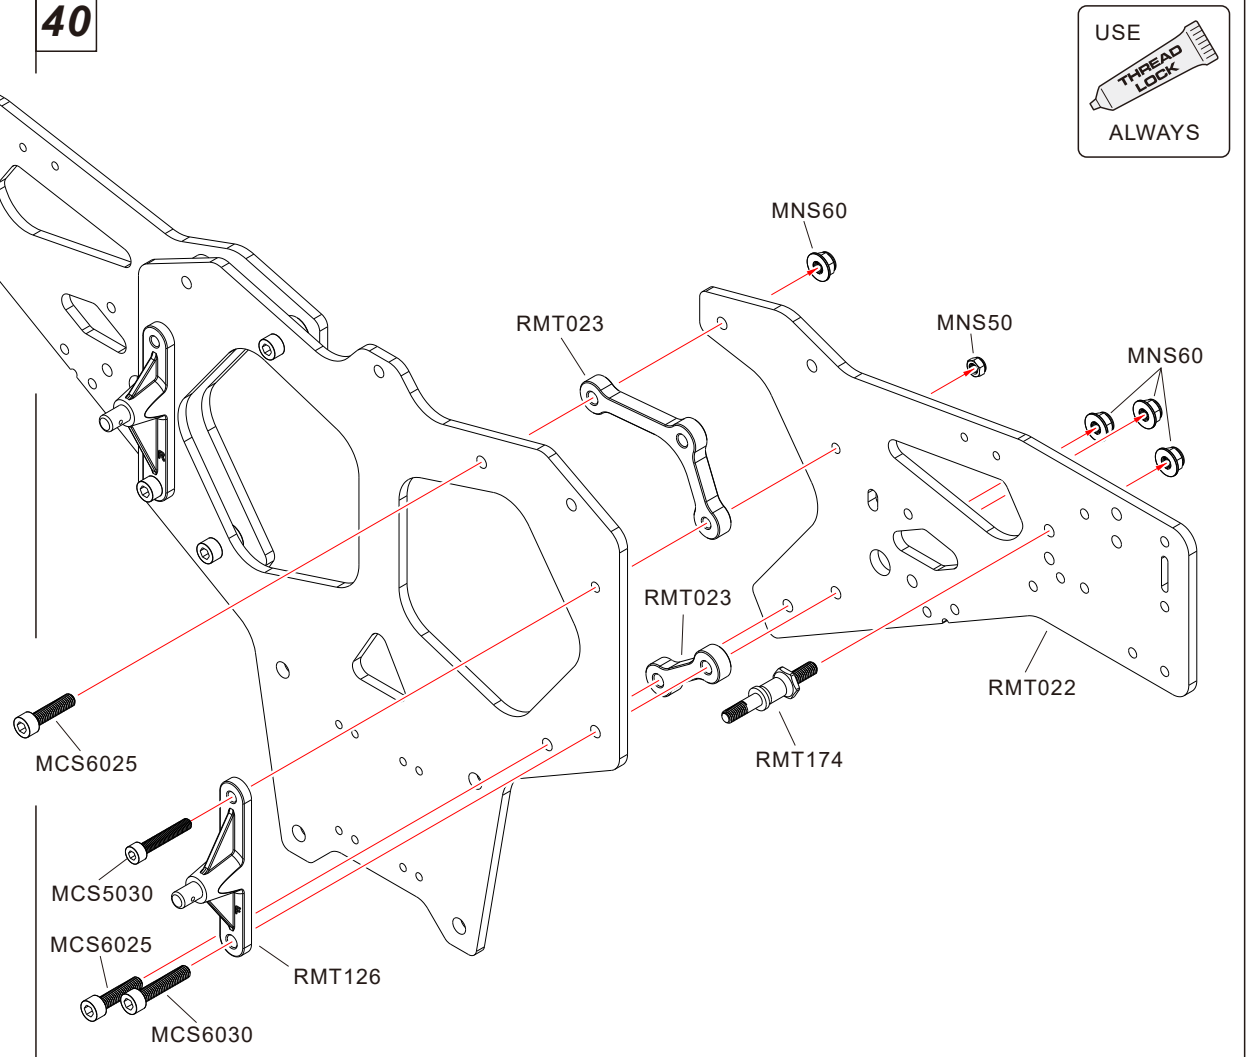 40
USE
THREAD
LOCK
ALWAYS
MNS60
RMT023
MNS50
MNS60
RMT023
RMT022
RMT174
MCS6025
MCS5030
MCS6025
RMT126
MCS6030